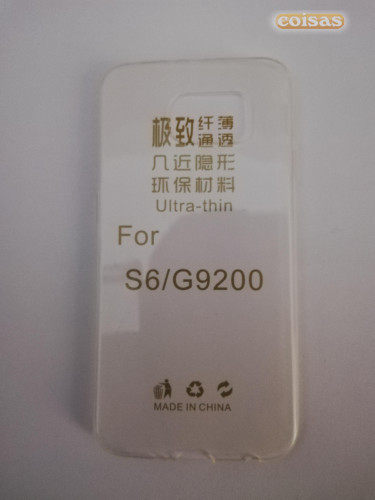 coisas
极致纤薄
通透
几近隐形
环保材料
Ultra-thin
For
S6/G9200
MADE IN CHINA